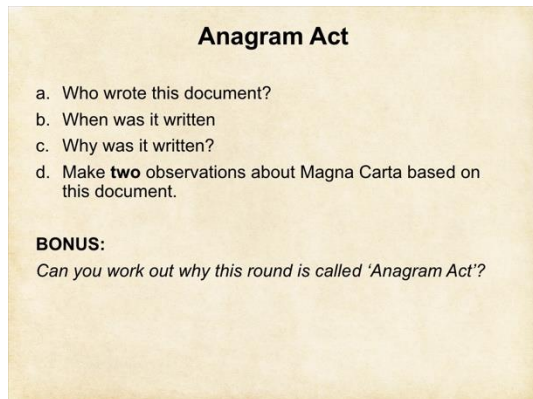 Anagram Act
a. Who wrote this document?
b. When was it written
c. Why was it written?
d. Make two observations about Magna Carta based on
this document.
BONUS:
Can you work out why this round is called ‘Anagram Act’?